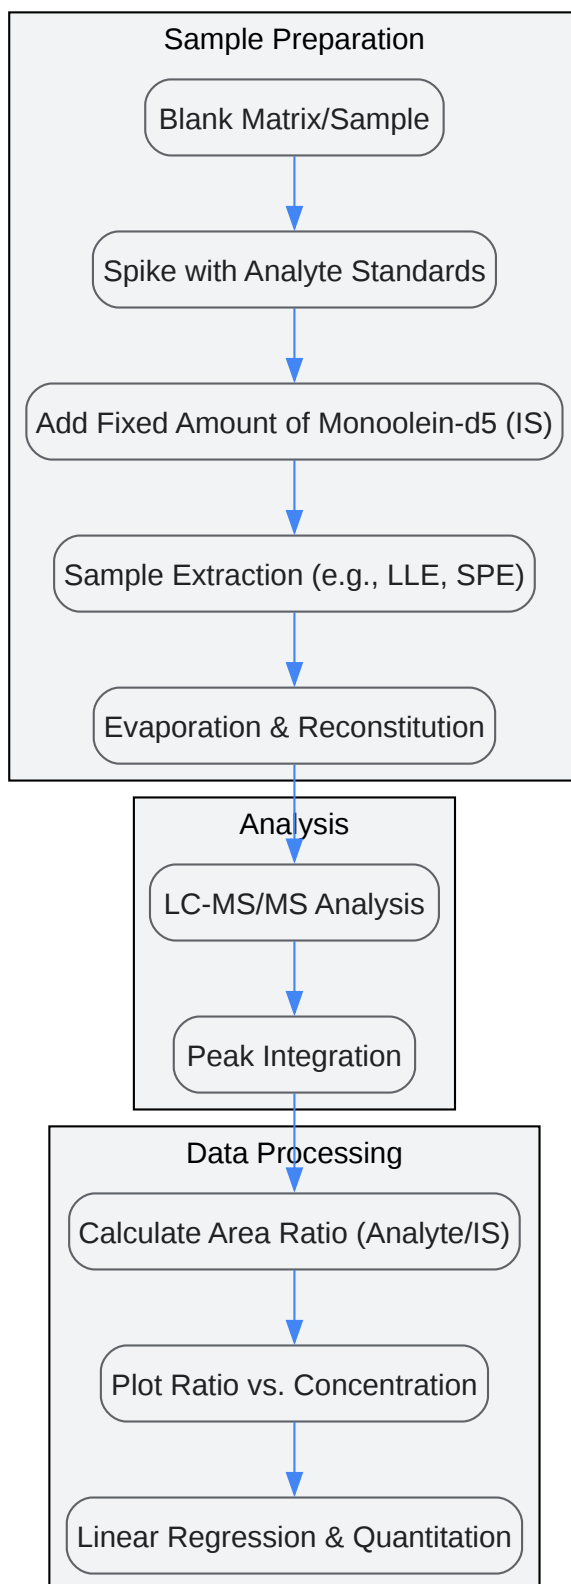 Sample Preparation
Blank Matrix/Sample
Spike with Analyte Standards
Add Fixed Amount of Monoolein-d5 (IS)
Sample Extraction (e.g., LLE, SPE)
Evaporation & Reconstitution
Analysis
LC-MS/MS Analysis
Peak Integration
Data Processing
Calculate Area Ratio (Analyte/IS)
Plot Ratio vs. Concentration
Linear Regression & Quantitation